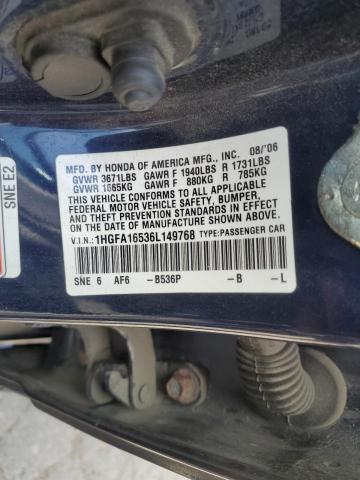 MFD. BY HONDA OF AMERICA MFG., INC. 08/'06
GVWR 3671LBS GAWR F 1940LBS R 1731LBS
GVWR 1665KG GAWR F 880KG R 785KG
THIS VEHICLE CONFORMS TO ALL APPLICABLE
FEDERAL MOTOR VEHICLE SAFETY, BUMPER,
AND THEFT PREVENTION STANDARDS IN EFFECT
ON THE DATE OF MANUFACTURE SHOWN ABOVE.
V.I.N: 1HGFA16536L149768 TYPE:PASSENGER CAR
SNE 6 AF6 -B536P -B -L
SNE E2